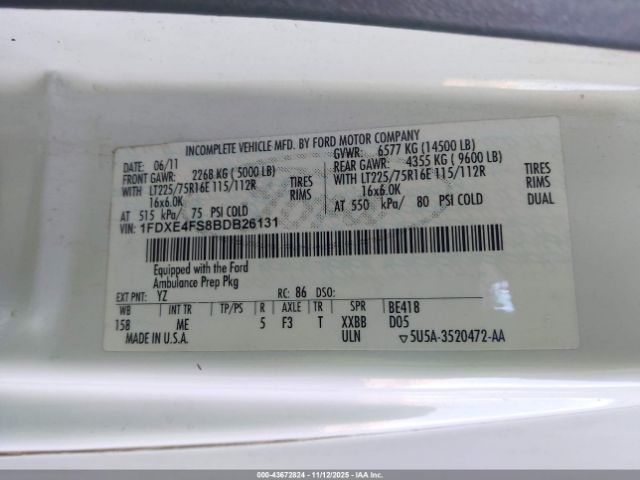 INCOMPLETE VEHICLE MFD. BY FORD MOTOR COMPANY
06/11 GVWR: 6577 KG (14500 LB)
FRONT GAWR: 2268 KG ( 5000 LB) REAR GAWR: 4355 KG ( 9600 LB)
WITH LT225/75R16E 115/112R TIRES WITH LT225/75R16E 115/112R TIRES
16x6.0K RIMS 16x6.0K RIMS
AT 515 kPa/ 75 PSI COLD AT 550 kPa/ 80 PSI COLD DUAL
VIN: 1FDXE4FS8BDB26131
Equipped with the Ford
Ambulance Prep Pkg
EXT PNT: YZ RC: 86 DSO:
WB INT TR TP/PS R AXLE TR SPR BE418
158 ME 5 F3 T XXBB D05
MADE IN U.S.A. ULN ▽5U5A-3520472-AA
000-43672824 - 11/12/2025 - IAAI.COM